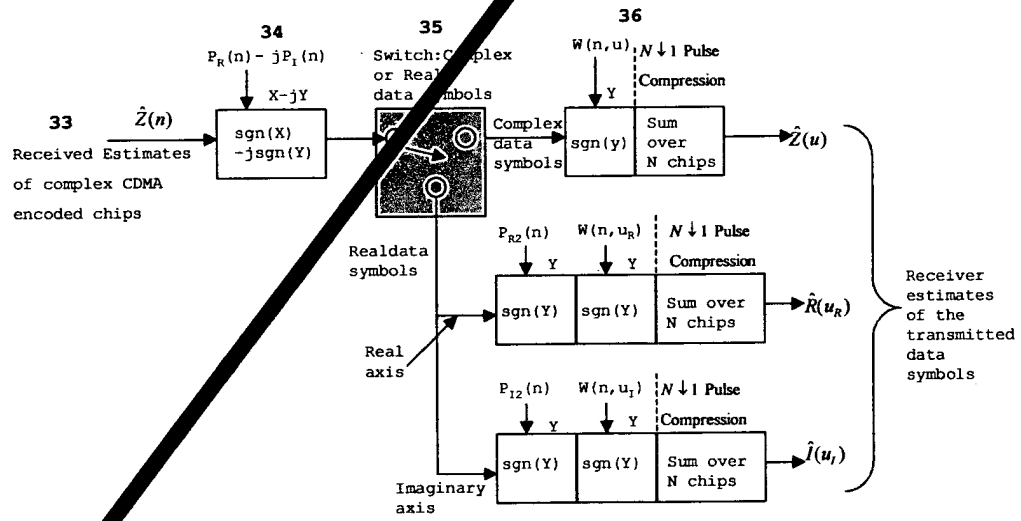 34
35
36
P_R(n) - jP_I(n)
Switch:Complex
or Real
data symbols
W(n,u)
N↓1 Pulse
Compression
X-jY
Y
33
Ẑ(n)
sgn(X)
-jsgn(Y)
Complex
data
symbols
sgn(y)
Sum
over
N chips
Ẑ(u)
Received Estimates
of complex CDMA
encoded chips
Realdata
symbols
P_R2(n)
W(n,u_R)
N↓1 Pulse
Compression
Y
Y
sgn(Y)
sgn(Y)
Sum over
N chips
R̂(u_R)
Real
axis
Receiver
estimates
of the
transmitted
data
symbols
P_I2(n)
W(n,u_I)
N↓1 Pulse
Compression
Y
Y
sgn(Y)
sgn(Y)
Sum over
N chips
Î(u_I)
Imaginary
axis